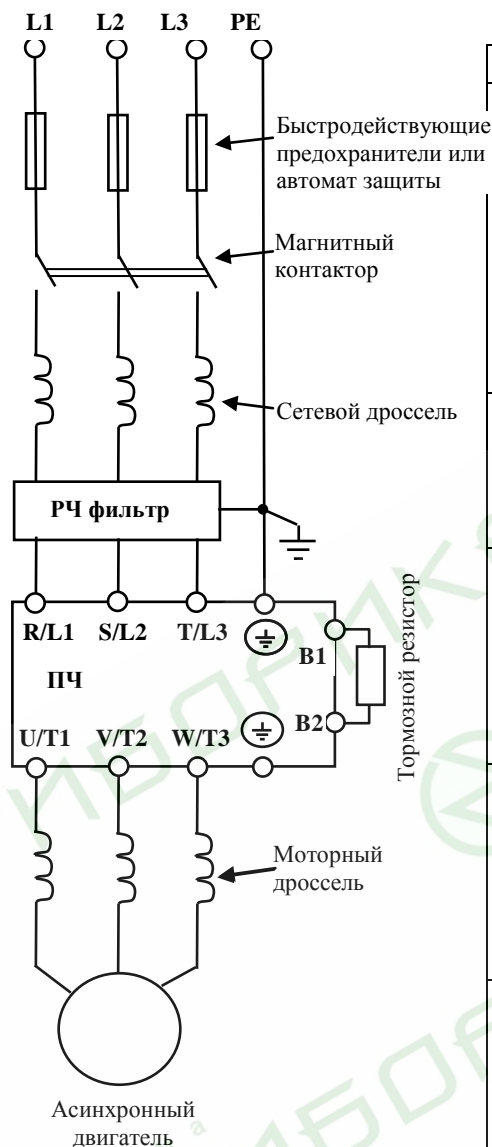 L1 L2 L3 PE
Быстродействующие
предохранители или
автомат защиты
Магнитный
контактор
Сетевой дроссель
РЧ фильтр
R/L1 S/L2 T/L3
B1
ПЧ
B2
U/T1 V/T2 W/T3
Тормозной резистор
Моторный
дроссель
Асинхронный
двигатель